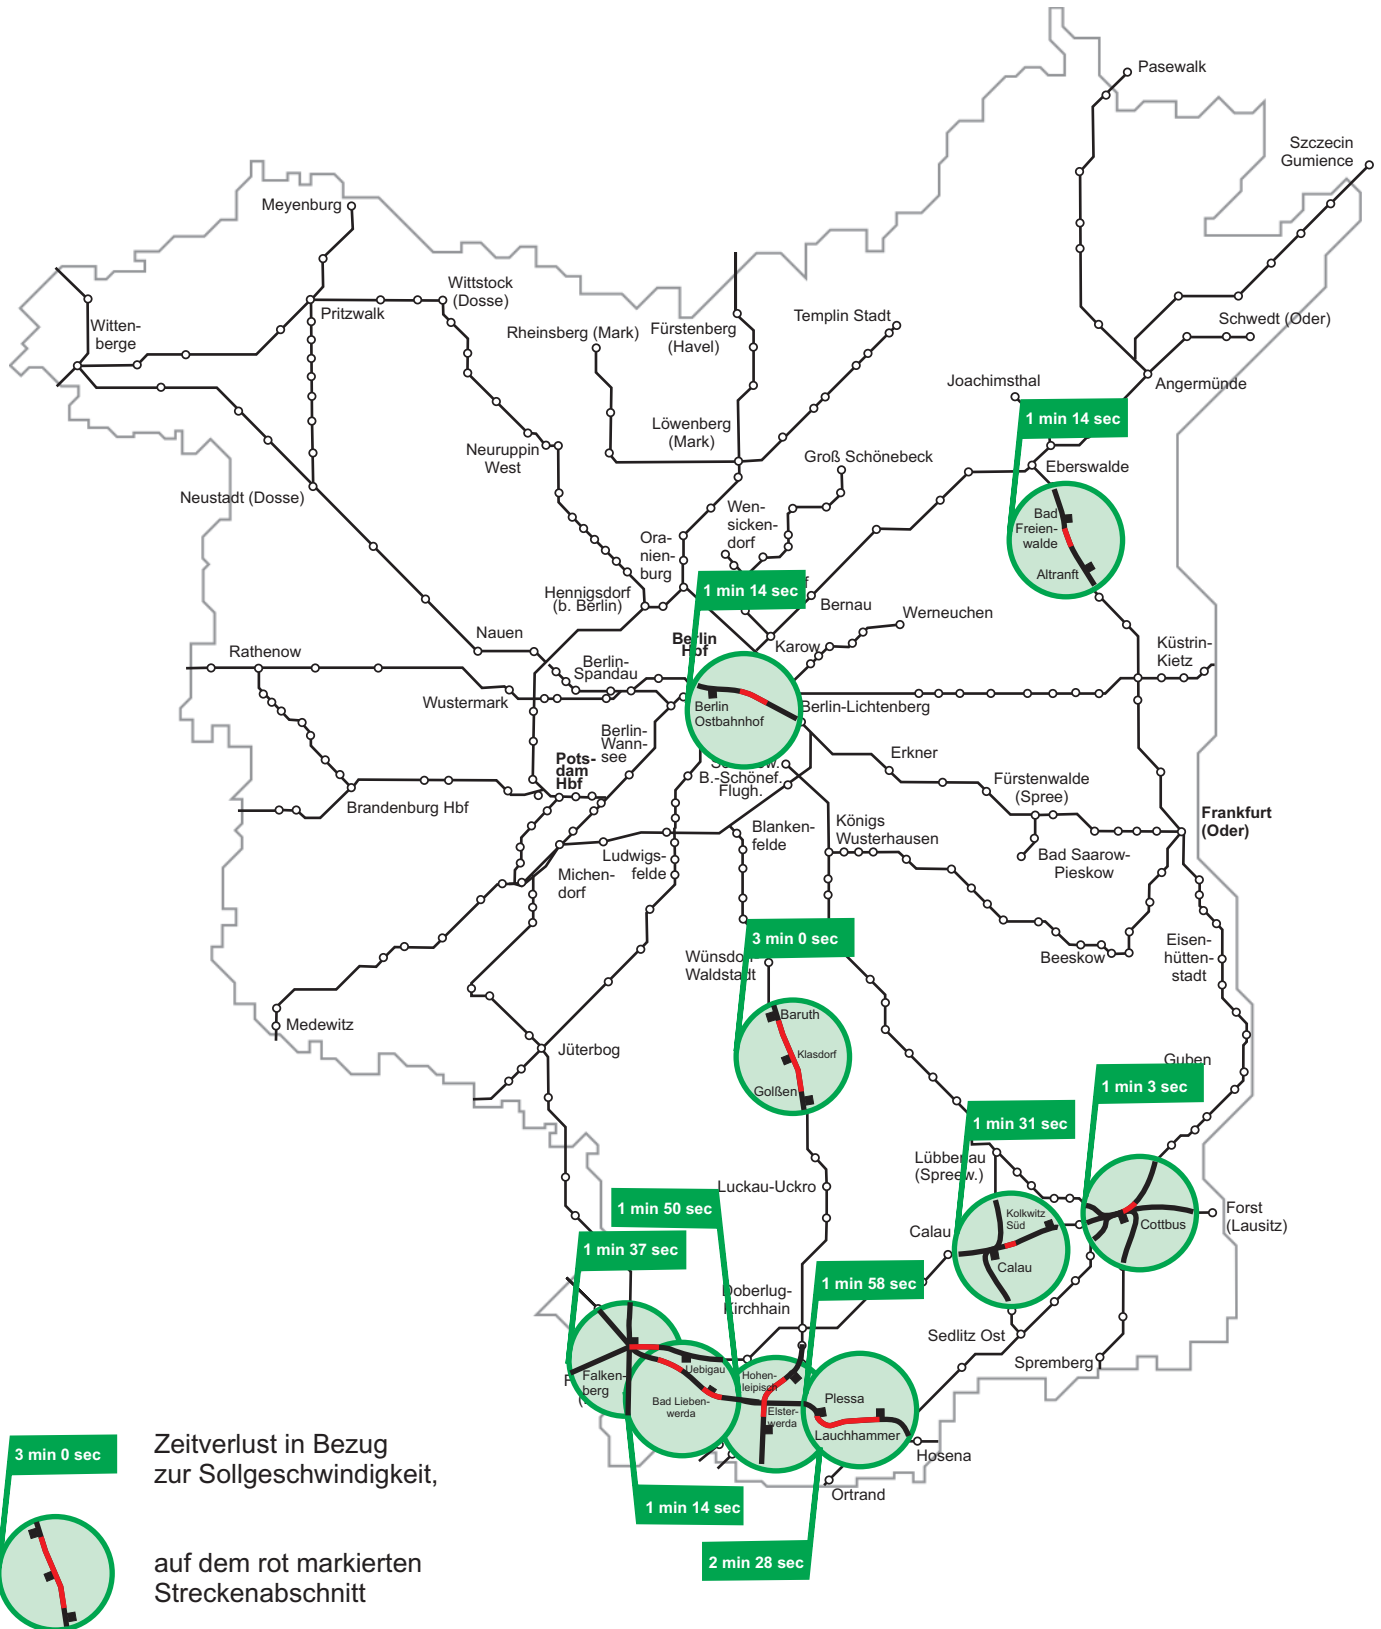 Pasewalk
Szczecin
Gumience
Meyenburg
Wittstock
(Dosse)
Pritzwalk
Witten-
berge
Rheinsberg (Mark)
Fürstenberg
(Havel)
Templin Stadt
Schwedt (Oder)
Joachimsthal
Angermünde
1 min 14 sec
Löwenberg
(Mark)
Neuruppin
West
Groß Schönebeck
Eberswalde
Neustadt (Dosse)
Wen-
sicken-
dorf
Bad
Freien-
walde
Altranft
Ora-
nien-
burg
Hennigsdorf
(b. Berlin)
1 min 14 sec
Bernau
Werneuchen
Nauen
Berlin
Hbf
Karow
Küstrin-
Kietz
Rathenow
Berlin-
Spandau
Wustermark
Berlin
Ostbahnhof
Berlin-Lichtenberg
Berlin-
Wann-
see
Pots-
dam
Hbf
B.-Schönef.
Flugh.
Erkner
Fürstenwalde
(Spree)
Brandenburg Hbf
Frankfurt
(Oder)
Blanken-
felde
Königs
Wusterhausen
Ludwigs-
felde
Michen-
dorf
Bad Saarow-
Pieskow
3 min 0 sec
Wünsdorf
Waldstadt
Beeskow
Eisen-
hütten-
stadt
Medewitz
Baruth
Klasdorf
Golßen
Jüterbog
Guben
1 min 3 sec
1 min 31 sec
Lübbenau
(Spreew.)
Luckau-Uckro
1 min 50 sec
Kolkwitz
Süd
Calau
Calau
Cottbus
Forst
(Lausitz)
1 min 37 sec
1 min 58 sec
Doberlug-
Kirchhain
Sedlitz Ost
Spremberg
Falken-
berg
Uebigau
Bad Lieben-
werda
Hohen-
leipisch
Elster-
werda
Plessa
Lauchhammer
Hosena
Ortrand
1 min 14 sec
2 min 28 sec
3 min 0 sec
Zeitverlust in Bezug
zur Sollgeschwindigkeit,
auf dem rot markierten
Streckenabschnitt